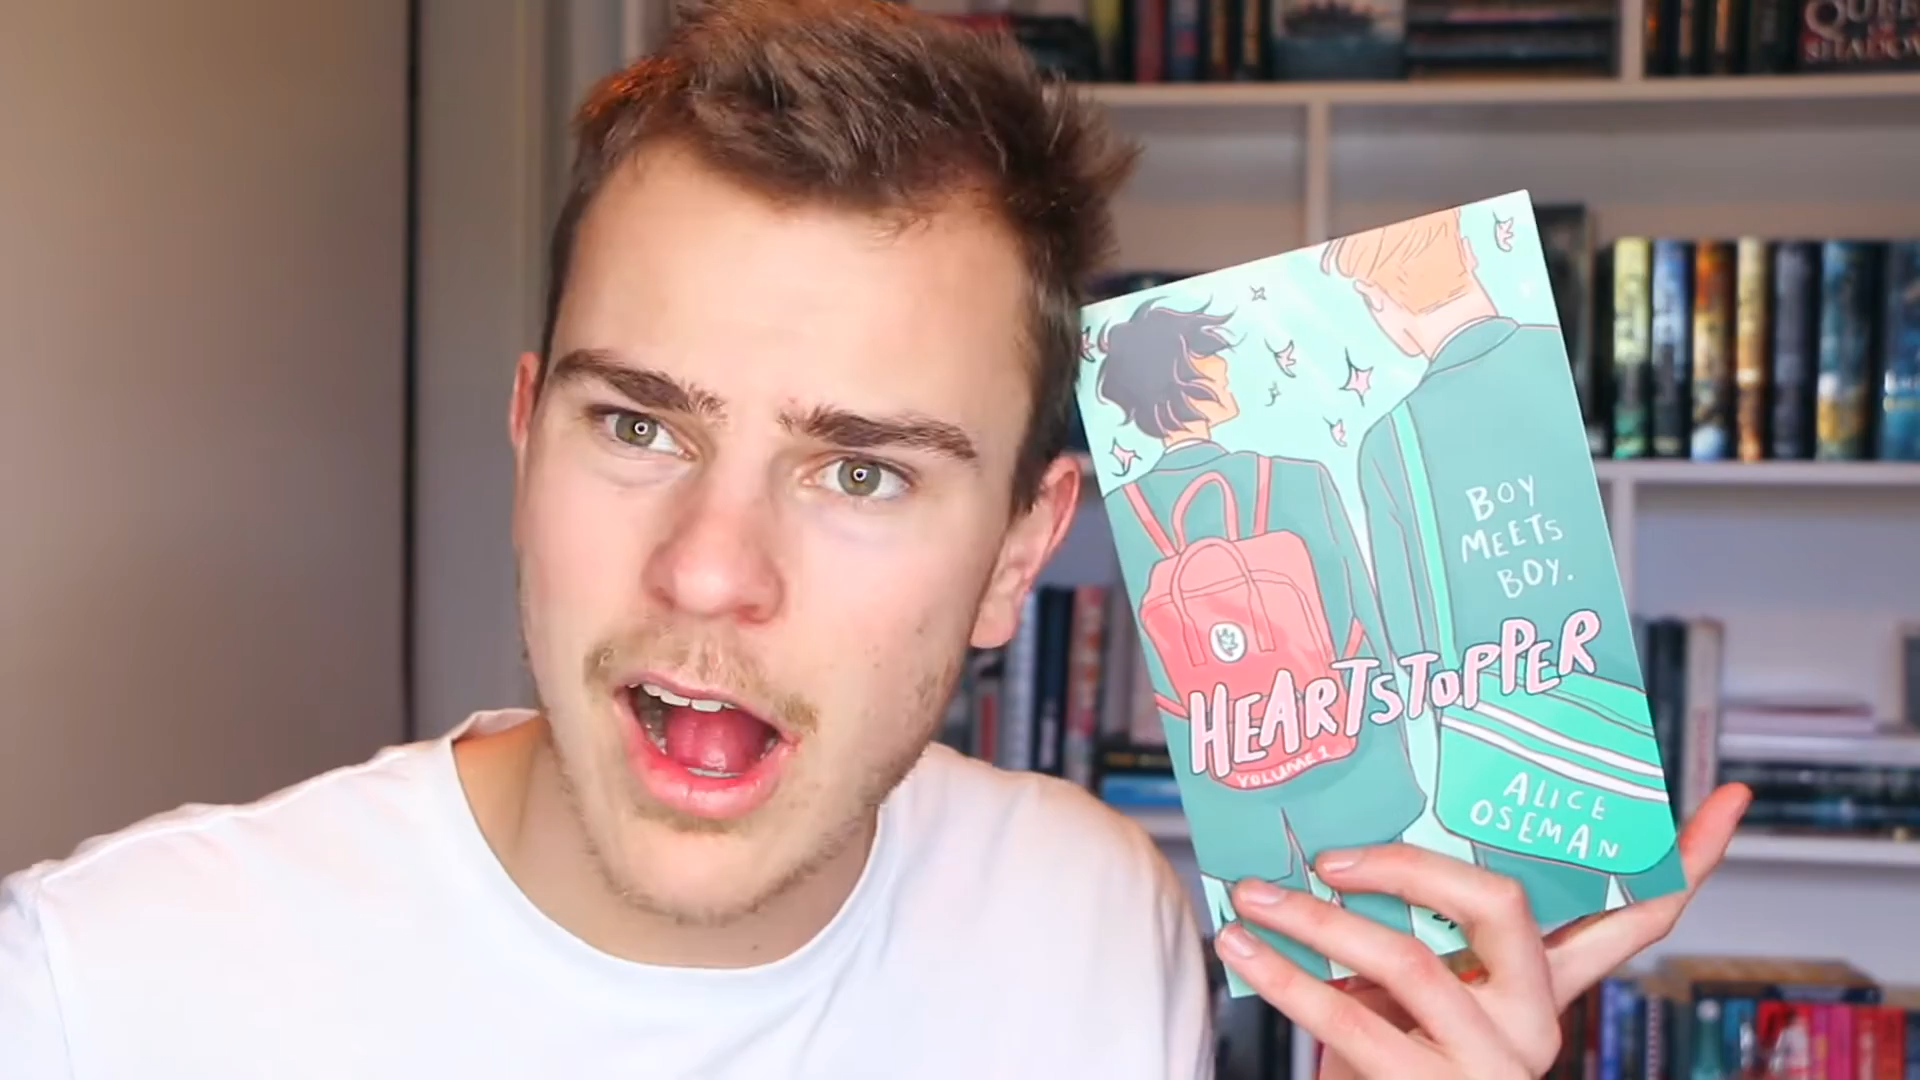 BOY
MEETS
BOY.
HEARTSTOPPER
VOLUME 1
ALICE
OSEMAN